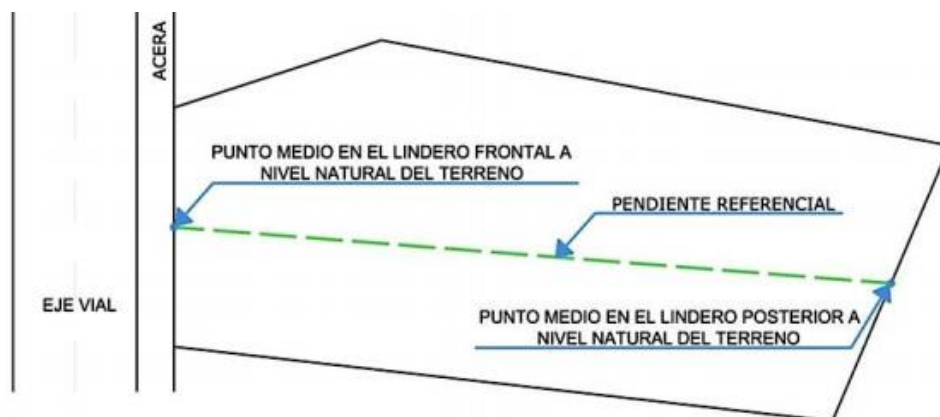 ACERA
PUNTO MEDIO EN EL LINDERO FRONTAL A
NIVEL NATURAL DEL TERRENO
PENDIENTE REFERENCIAL
EJE VIAL
PUNTO MEDIO EN EL LINDERO POSTERIOR A
NIVEL NATURAL DEL TERRENO